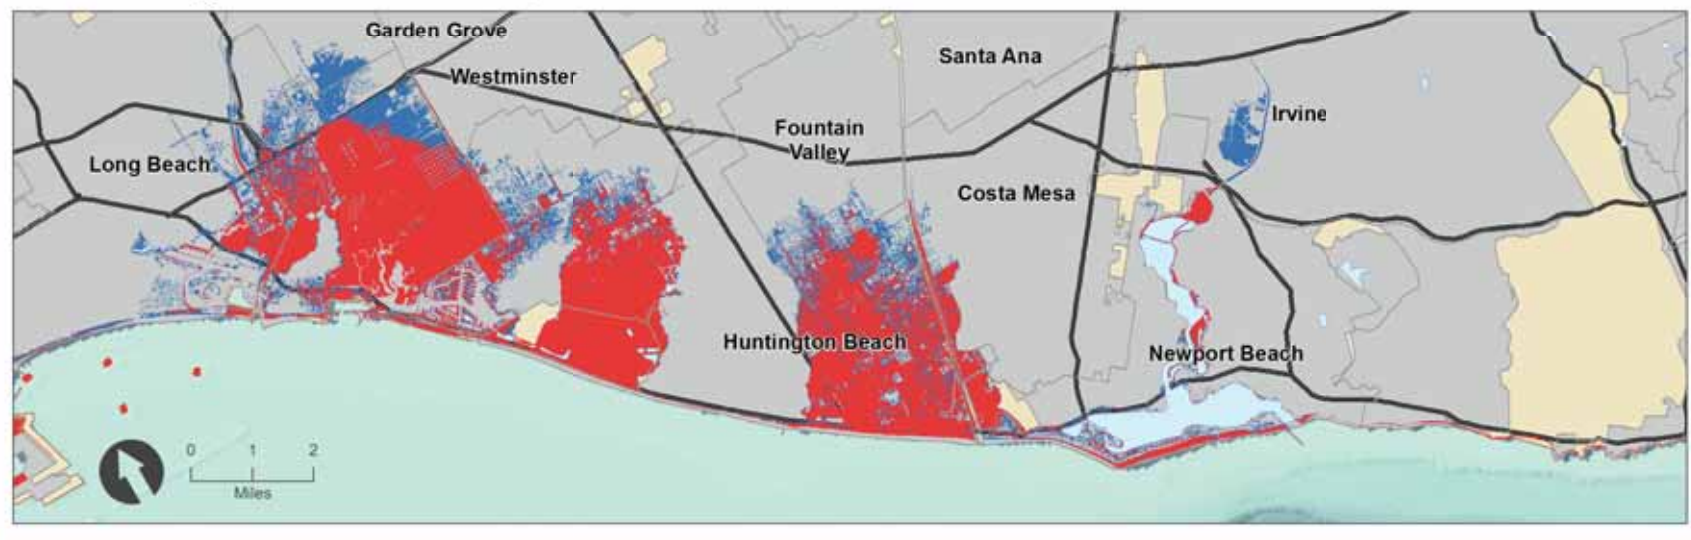 Garden Grove
Westminster
Santa Ana
Irvine
Fountain
Valley
Long Beach
Costa Mesa
Huntington Beach
Newport Beach
0 1 2
Miles